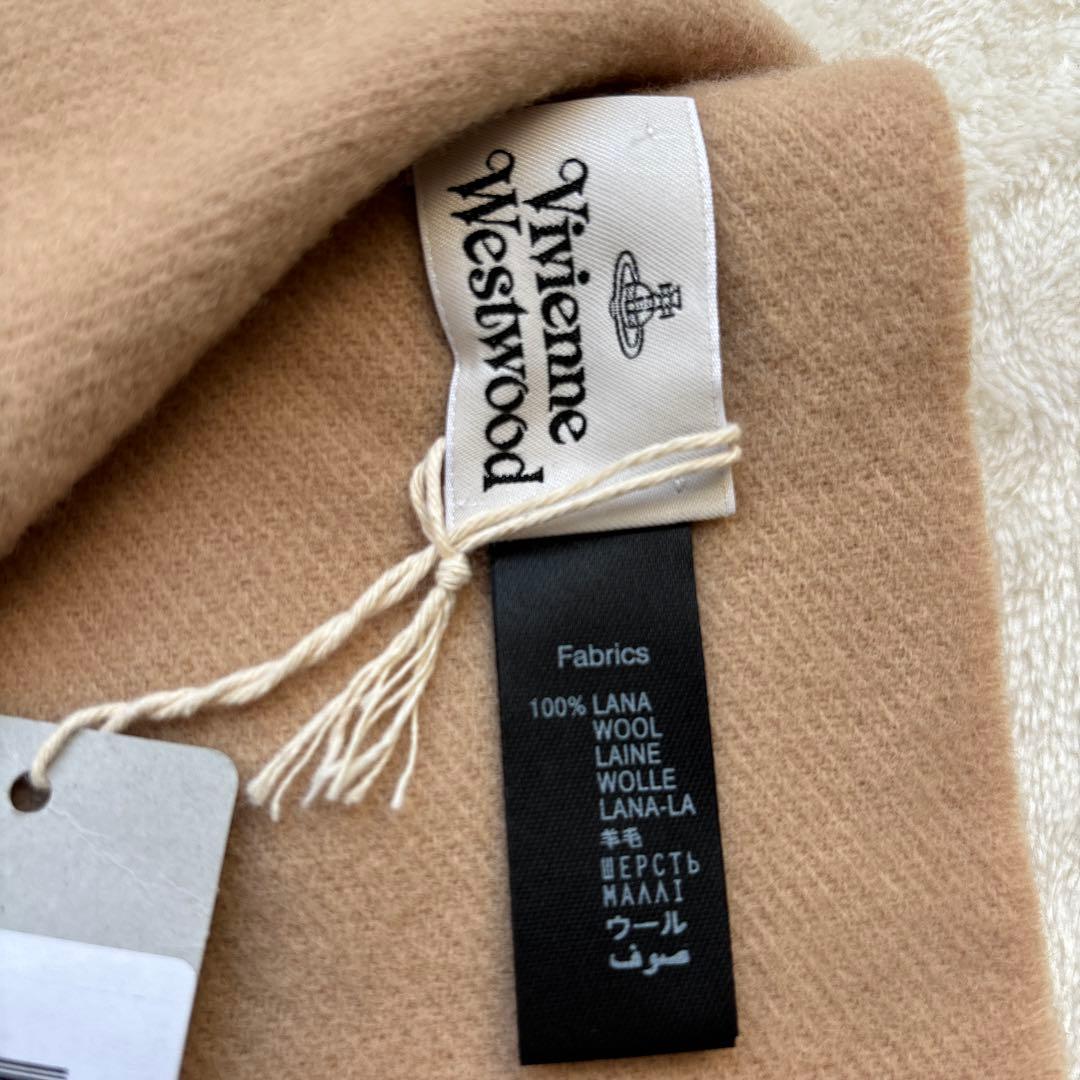 Vivienne
Westwood
Fabrics
100% LANA
WOOL
LAINE
WOLLE
LANA-LA
羊毛
ШЕРСТЬ
ΜΑΛΛΙ
ウール
صوف